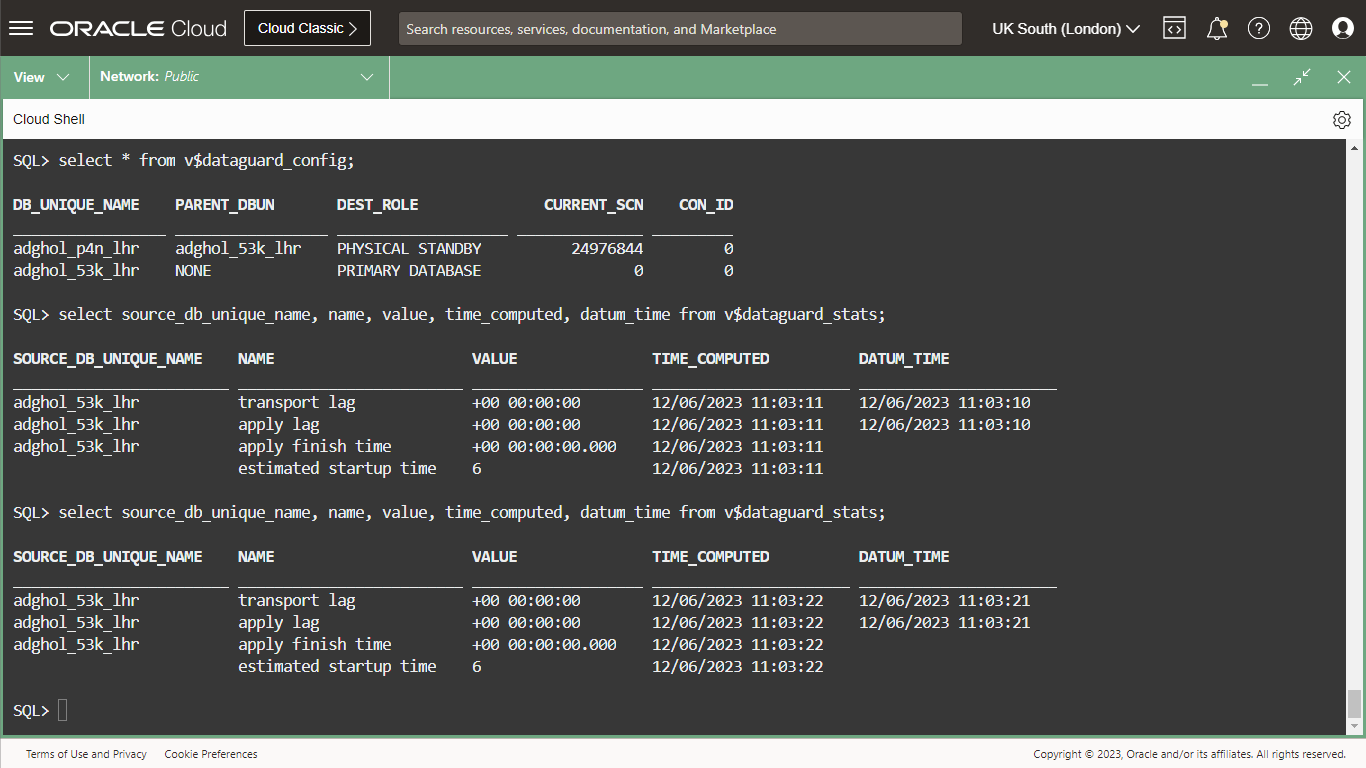 ORACLE Cloud Cloud Classic Search resources, services, documentation, and Marketplace UK South (London)
View Network: Public
Cloud Shell
SQL> select * from v$dataguard_config;
DB_UNIQUE_NAME PARENT_DBUN DEST_ROLE CURRENT_SCN CON_ID
adghol_p4n_lhr adghol_53k_lhr PHYSICAL STANDBY 24976844 0
adghol_53k_lhr NONE PRIMARY DATABASE 0 0
SQL> select source_db_unique_name, name, value, time_computed, datum_time from v$dataguard_stats;
SOURCE_DB_UNIQUE_NAME NAME VALUE TIME_COMPUTED DATUM_TIME
adghol_53k_lhr transport lag +00 00:00:00 12/06/2023 11:03:11 12/06/2023 11:03:10
adghol_53k_lhr apply lag +00 00:00:00 12/06/2023 11:03:11 12/06/2023 11:03:10
adghol_53k_lhr apply finish time +00 00:00:00.000 12/06/2023 11:03:11
estimated startup time 6 12/06/2023 11:03:11
SQL> select source_db_unique_name, name, value, time_computed, datum_time from v$dataguard_stats;
SOURCE_DB_UNIQUE_NAME NAME VALUE TIME_COMPUTED DATUM_TIME
adghol_53k_lhr transport lag +00 00:00:00 12/06/2023 11:03:22 12/06/2023 11:03:21
adghol_53k_lhr apply lag +00 00:00:00 12/06/2023 11:03:22 12/06/2023 11:03:21
adghol_53k_lhr apply finish time +00 00:00:00.000 12/06/2023 11:03:22
estimated startup time 6 12/06/2023 11:03:22
SQL>
Terms of Use and Privacy Cookie Preferences Copyright © 2023, Oracle and/or its affiliates. All rights reserved.